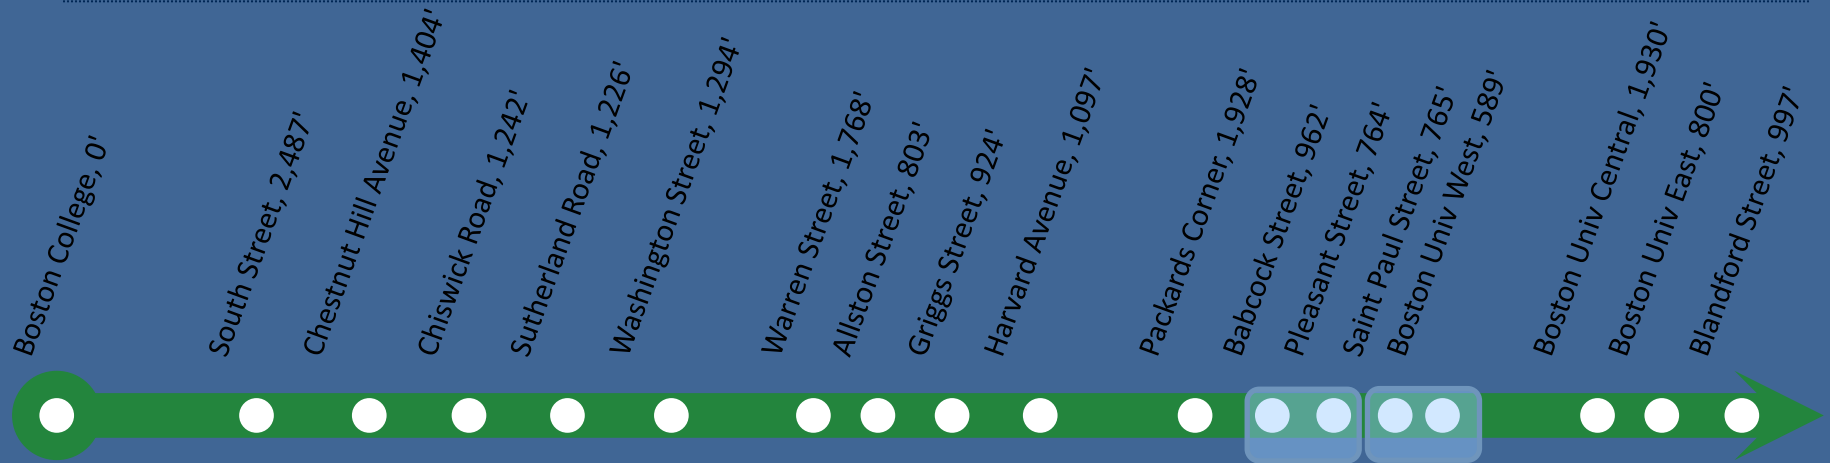 Boston College, 0'
South Street, 2,487'
Chestnut Hill Avenue, 1,404'
Chiswick Road, 1,242'
Sutherland Road, 1,226'
Washington Street, 1,294'
Warren Street, 1,768'
Allston Street, 803'
Griggs Street, 924'
Harvard Avenue, 1,097'
Packards Corner, 1,928'
Babcock Street, 962'
Pleasant Street, 764'
Saint Paul Street, 765'
Boston Univ West, 589'
Boston Univ Central, 1,930'
Boston Univ East, 800'
Blandford Street, 997'